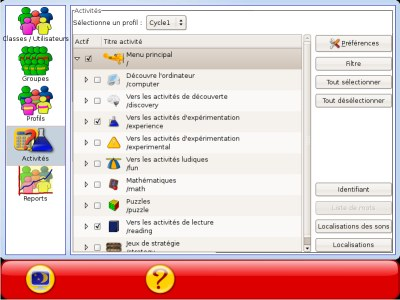 Activités
Sélectionne un profil : Cycle1
Classes / Utilisateurs
Groupes
Profils
Activités
Reports
Actif Titre activité
Menu principal
/
Découvre l'ordinateur
/computer
Vers les activités de découverte
/discovery
Vers les activités d'expérimentation
/experience
Vers les activités d'expérimentation
/experimental
Vers les activités ludiques
/fun
Mathématiques
/math
Puzzles
/puzzle
Vers les activités de lecture
/reading
Jeux de stratégie
/strategy
Préférences
Filtre
Tout sélectionner
Tout désélectionner
Identifiant
Liste de mots
Localisations des sons
Localisations
?